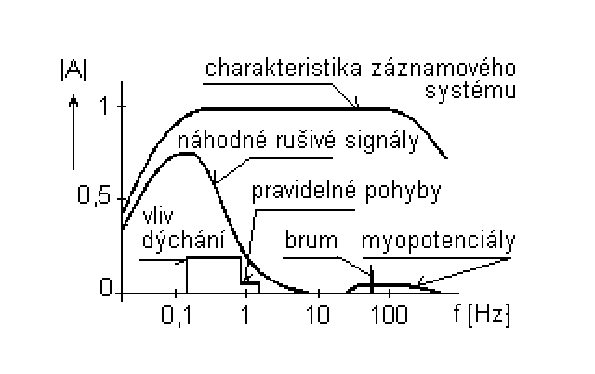 |A|
charakteristika záznamového
systému
1
náhodné rušivé signály
0,5
pravidelné pohyby
vliv
dýchání
brum
myopotenciály
0
0,1
1
10
100
f [Hz]